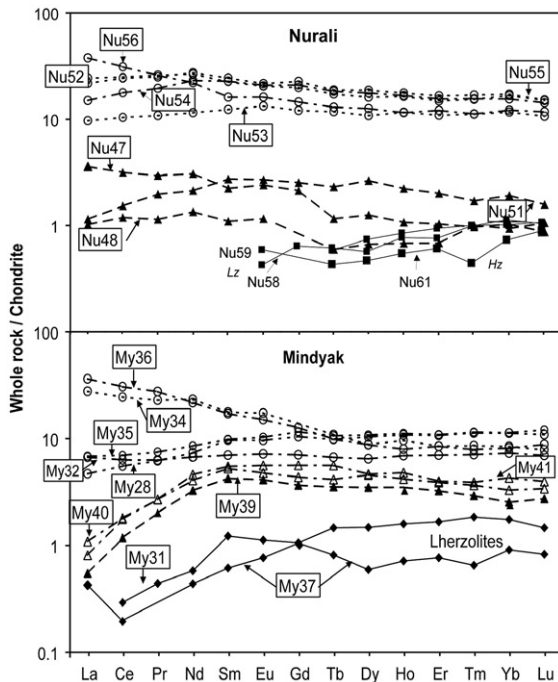 Whole rock / Chondrite
100
10
1
100
10
1
0.1
Nurali
Nu56
Nu52
Nu54
Nu55
Nu53
Nu47
Nu51
Nu48
Nu59
Lz
Nu58
Nu61
Hz
Mindyak
My36
My34
My35
My32
My28
My41
My39
My40
My31
Lherzolites
My37
La Ce Pr Nd Sm Eu Gd Tb Dy Ho Er Tm Yb Lu